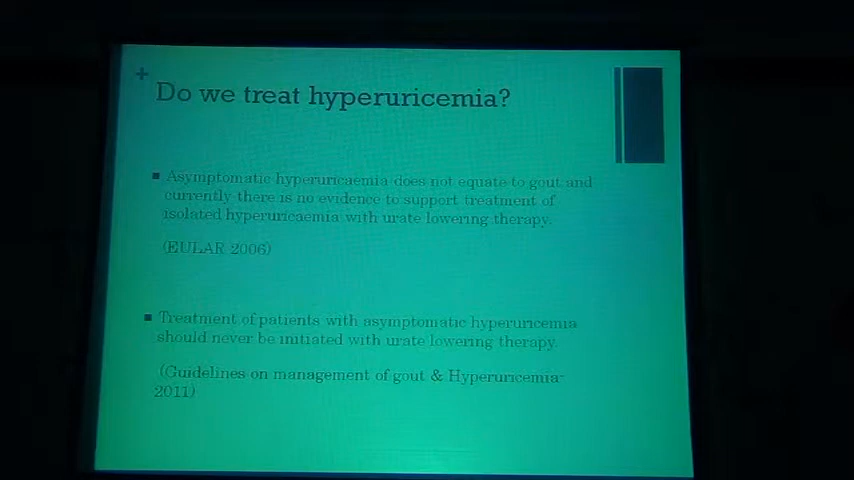 +
Do we treat hyperuricemia?
■ Asymptomatic hyperuricaemia does not equate to gout and
currently there is no evidence to support treatment of
isolated hyperuricaemia with urate lowering therapy.
(EULAR 2006)
■ Treatment of patients with asymptomatic hyperuricemia
should never be initiated with urate lowering therapy.
(Guidelines on management of gout & Hyperuricemia-
2011)